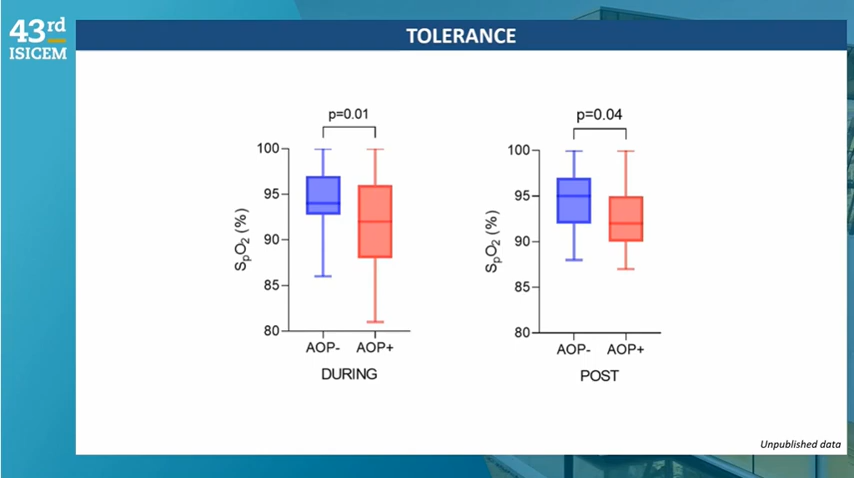 43rd
ISICEM
TOLERANCE
p=0.01
100
95
90
85
80
SpO2 (%)
AOP- AOP+
DURING
p=0.04
100
95
90
85
80
SpO2 (%)
AOP- AOP+
POST
Unpublished data